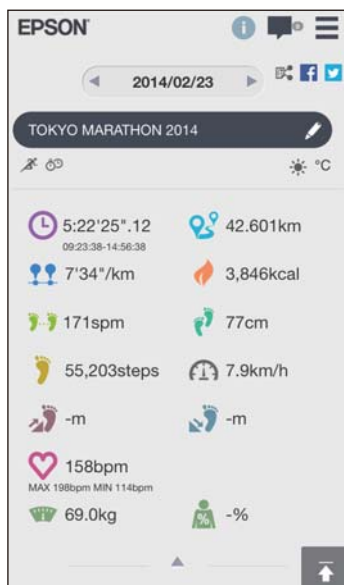 EPSON
2014/02/23
TOKYO MARATHON 2014
°C
5:22'25".12
42.601km
09:23:38-14:56:38
7'34"/km
3,846kcal
171spm
77cm
55,203steps
7.9km/h
-m
-m
158bpm
MAX 198bpm MIN 114bpm
69.0kg
-%